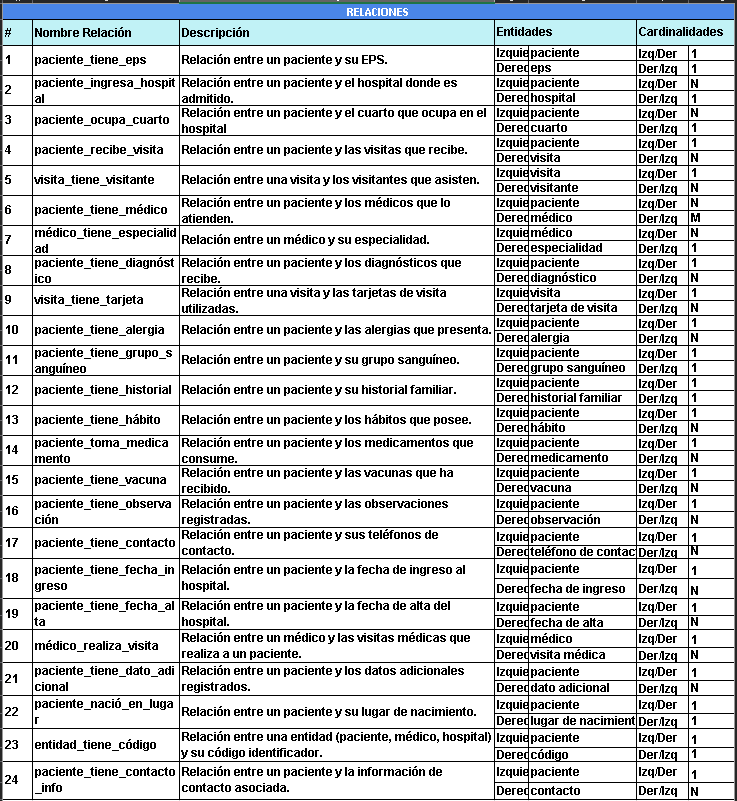 RELACIONES
# Nombre Relación Descripción Entidades Cardinalidades
1 paciente_tiene_eps Relación entre un paciente y su EPS. Izquie paciente Izq/Der 1
Derec eps Der/Izq 1
2 paciente_ingresa_hospit Relación entre un paciente y el hospital donde es Izquie paciente Izq/Der N
al admitido. Derec hospital Der/Izq 1
3 paciente_ocupa_cuarto Relación entre un paciente y el cuarto que ocupa en el Izquie paciente Izq/Der N
hospital Derec cuarto Der/Izq 1
4 paciente_recibe_visita Relación entre un paciente y las visitas que recibe. Izquie paciente Izq/Der 1
Derec visita Der/Izq N
5 visita_tiene_visitante Relación entre una visita y los visitantes que asisten. Izquie visita Izq/Der 1
Derec visitante Der/Izq N
6 paciente_tiene_médico Relación entre un paciente y los médicos que lo Izquie paciente Izq/Der N
atienden. Derec médico Der/Izq M
7 médico_tiene_especialid Relación entre un médico y su especialidad. Izquie médico Izq/Der N
ad Derec especialidad Der/Izq 1
8 paciente_tiene_diagnóst Relación entre un paciente y los diagnósticos que Izquie paciente Izq/Der 1
ico recibe. Derec diagnóstico Der/Izq N
9 visita_tiene_tarjeta Relación entre una visita y las tarjetas de visita Izquie visita Izq/Der 1
utilizadas. Derec tarjeta de visita Der/Izq N
10 paciente_tiene_alergia Relación entre un paciente y las alergias que presenta. Izquie paciente Izq/Der 1
Derec alergia Der/Izq N
11 paciente_tiene_grupo_s Relación entre un paciente y su grupo sanguíneo. Izquie paciente Izq/Der 1
anguíneo Derec grupo sanguíneo Der/Izq 1
12 paciente_tiene_historial Relación entre un paciente y su historial familiar. Izquie paciente Izq/Der 1
Derec historial familiar Der/Izq 1
13 paciente_tiene_hábito Relación entre un paciente y los hábitos que posee. Izquie paciente Izq/Der 1
Derec hábito Der/Izq N
14 paciente_toma_medica Relación entre un paciente y los medicamentos que Izquie paciente Izq/Der 1
mento consume. Derec medicamento Der/Izq N
15 paciente_tiene_vacuna Relación entre un paciente y las vacunas que ha Izquie paciente Izq/Der 1
recibido. Derec vacuna Der/Izq N
16 paciente_tiene_observa Relación entre un paciente y las observaciones Izquie paciente Izq/Der 1
ción registradas. Derec observación Der/Izq N
17 paciente_tiene_contacto Relación entre un paciente y sus teléfonos de Izquie paciente Izq/Der 1
contacto. Derec teléfono de contac Der/Izq N
18 paciente_tiene_fecha_in Relación entre un paciente y la fecha de ingreso al Izquie paciente Izq/Der 1
greso hospital. Derec fecha de ingreso Der/Izq N
19 paciente_tiene_fecha_al Relación entre un paciente y la fecha de alta del Izquie paciente Izq/Der 1
ta hospital. Derec fecha de alta Der/Izq N
20 médico_realiza_visita Relación entre un médico y las visitas médicas que Izquie médico Izq/Der 1
realiza a un paciente. Derec visita médica Der/Izq N
21 paciente_tiene_dato_adi Relación entre un paciente y los datos adicionales Izquie paciente Izq/Der 1
cional registrados. Derec dato adicional Der/Izq N
22 paciente_nació_en_luga Relación entre un paciente y su lugar de nacimiento. Izquie paciente Izq/Der 1
r Derec lugar de nacimient Der/Izq 1
23 entidad_tiene_código Relación entre una entidad (paciente, médico, hospital) Izquie paciente Izq/Der 1
y su código identificador. Derec código Der/Izq 1
24 paciente_tiene_contacto Relación entre un paciente y la información de Izquie paciente Izq/Der 1
_info contacto asociada. Derec contacto Der/Izq N